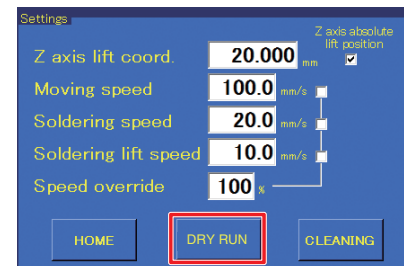 Settings
Z axis absolute
lift position
Z axis lift coord. 20.000 mm
Moving speed 100.0 mm/s
Soldering speed 20.0 mm/s
Soldering lift speed 10.0 mm/s
Speed override 100 %
HOME DRY RUN CLEANING